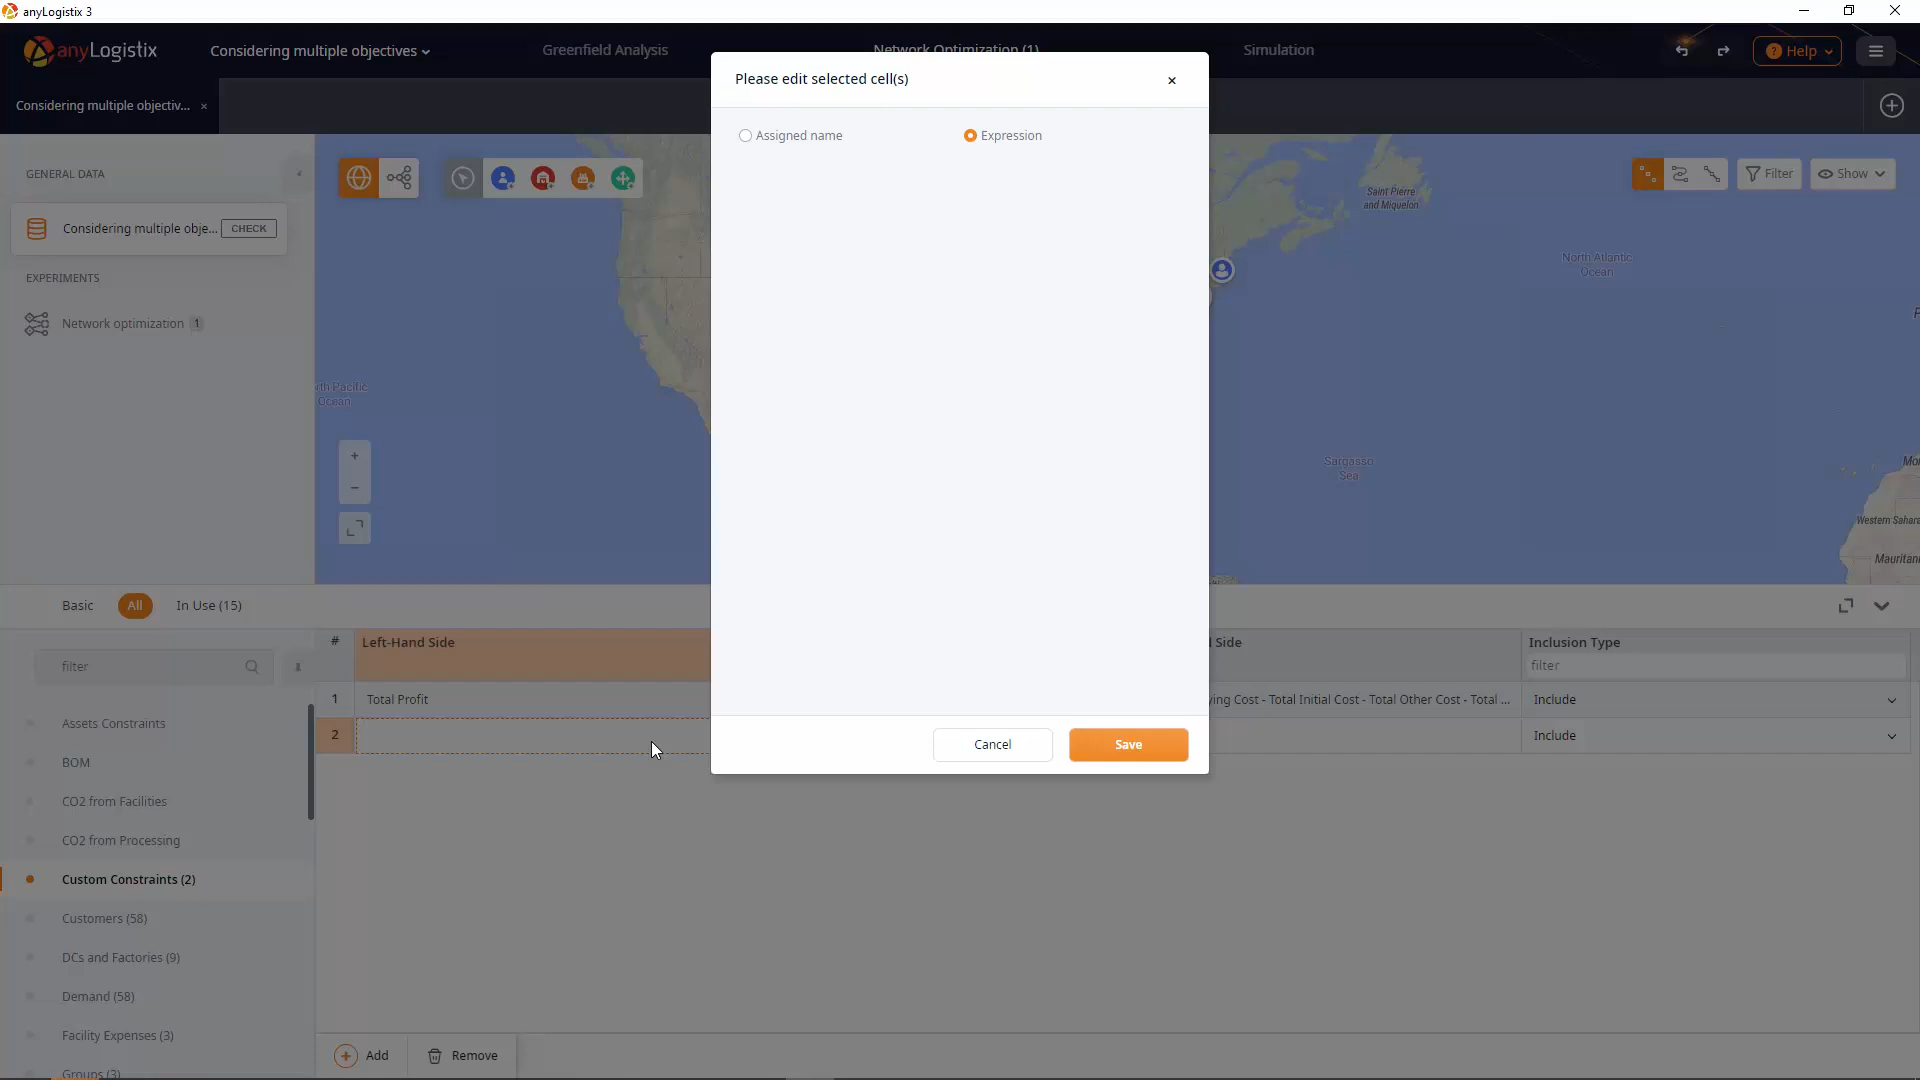 anyLogistix 3
anyLogistix
Considering multiple objectives
Greenfield Analysis
Network Optimization (1)
Simulation
Help
Considering multiple objectiv...
Please edit selected cell(s)
Assigned name
Expression
GENERAL DATA
Considering multiple obje...
CHECK
EXPERIMENTS
Network optimization 1
Filter
Show
Saint Pierre
and Miquelon
North Atlantic
Ocean
th Pacific
Ocean
Sargasso
Sea
Western Sahara
Mauritan
Basic
All
In Use (15)
filter
# Left-Hand Side
Side
Inclusion Type
filter
1 Total Profit
ying Cost - Total Initial Cost - Total Other Cost - Total ...
Include
2
Include
Cancel
Save
Assets Constraints
BOM
CO2 from Facilities
CO2 from Processing
Custom Constraints (2)
Customers (58)
DCs and Factories (9)
Demand (58)
Facility Expenses (3)
Groups (3)
Add
Remove